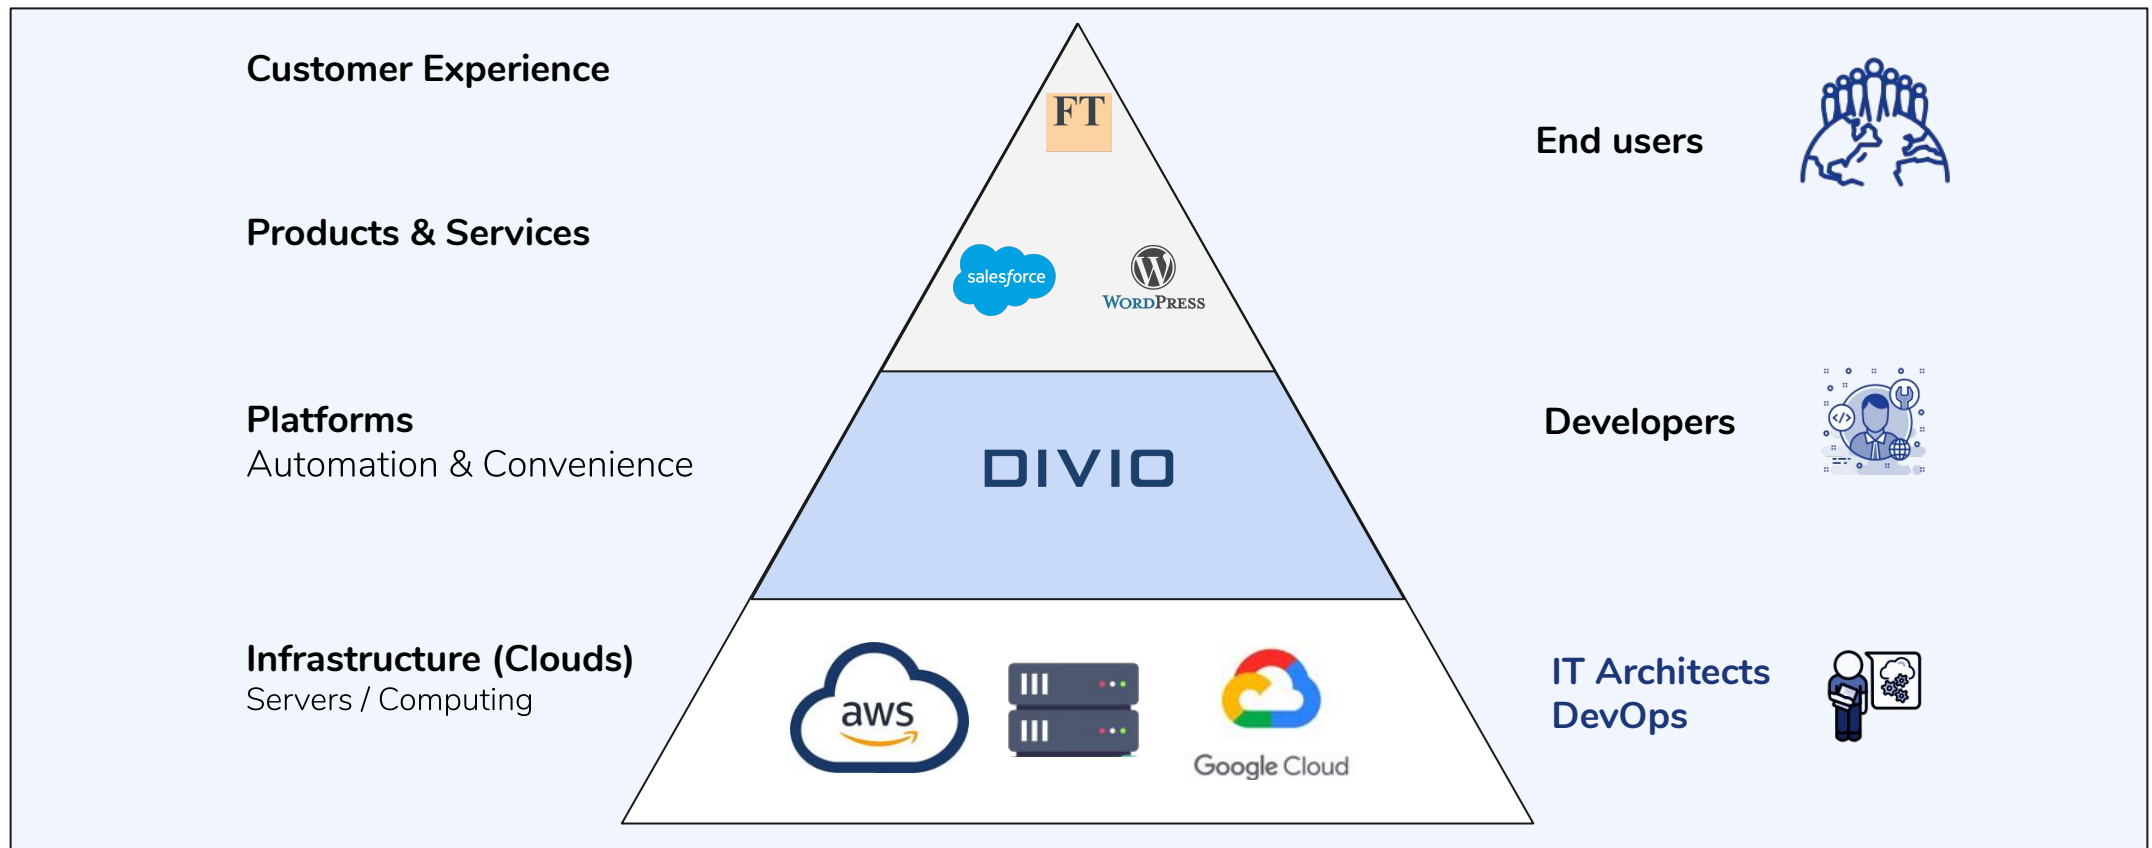 Customer Experience
FT
End users
Products & Services
salesforce
WORDPRESS
Platforms
Automation & Convenience
DIVIO
Developers
</>
Infrastructure (Clouds)
Servers / Computing
aws
Google Cloud
IT Architects
DevOps